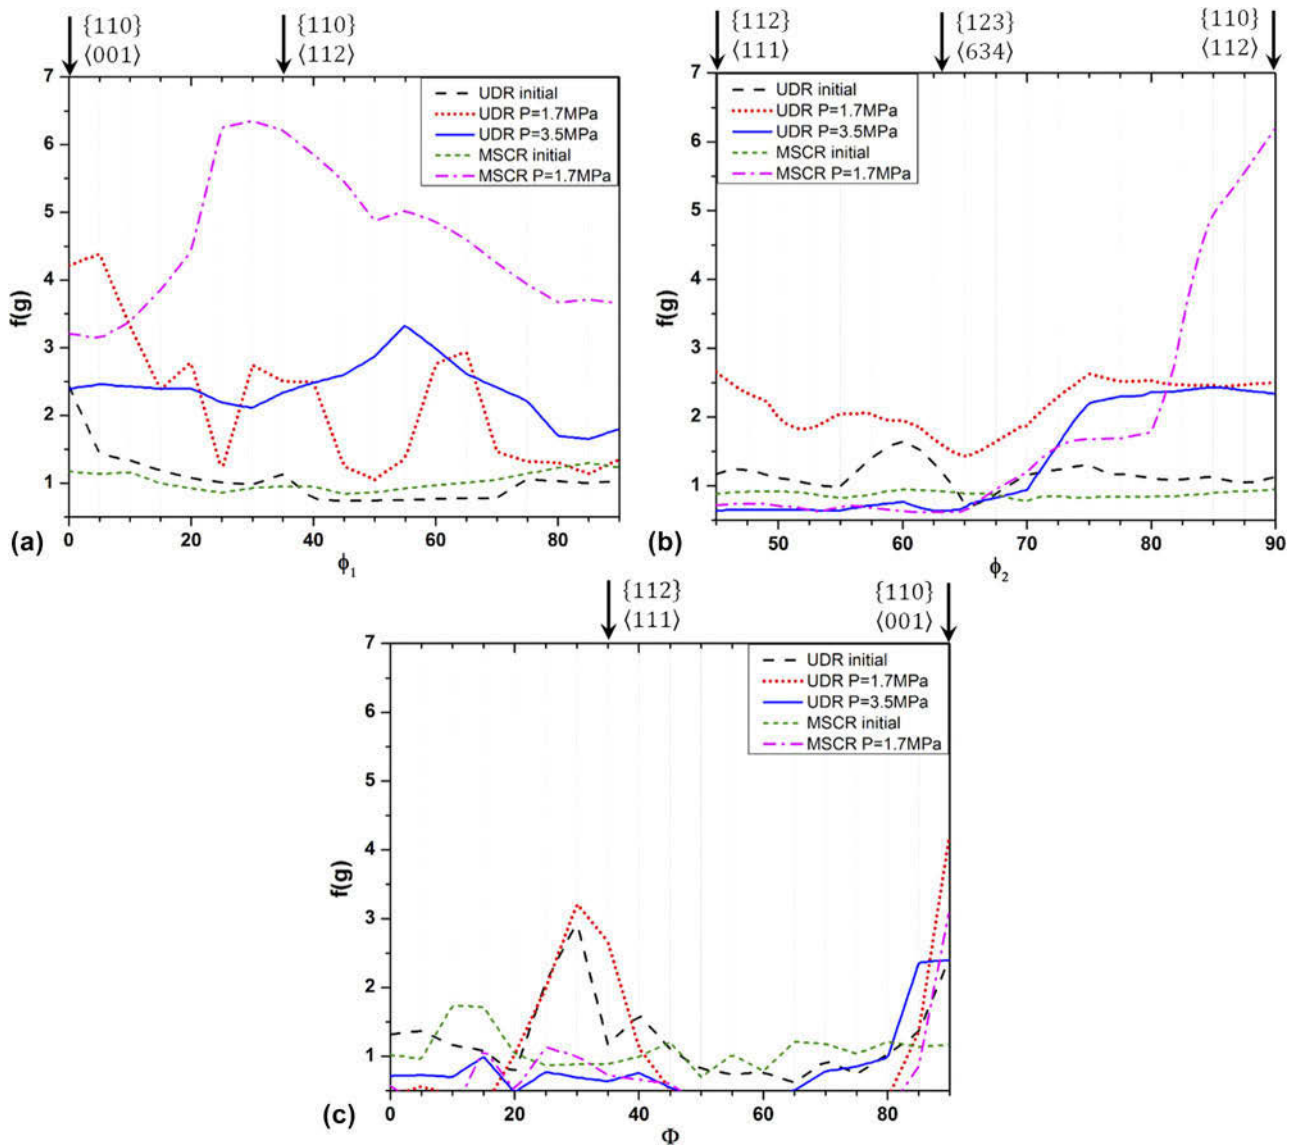 {110}
⟨001⟩
{110}
⟨112⟩
7
6
5
4
3
2
1
f(g)
UDR initial
UDR P=1.7MPa
UDR P=3.5MPa
MSCR initial
MSCR P=1.7MPa
0
20
40
60
80
ϕ1
(a)
{112}
⟨111⟩
{123}
⟨634⟩
{110}
⟨112⟩
7
6
5
4
3
2
1
f(g)
UDR initial
UDR P=1.7MPa
UDR P=3.5MPa
MSCR initial
MSCR P=1.7MPa
50
60
70
80
90
ϕ2
(b)
{112}
⟨111⟩
{110}
⟨001⟩
7
6
5
4
3
2
1
f(g)
UDR initial
UDR P=1.7MPa
UDR P=3.5MPa
MSCR initial
MSCR P=1.7MPa
0
20
40
60
80
Φ
(c)